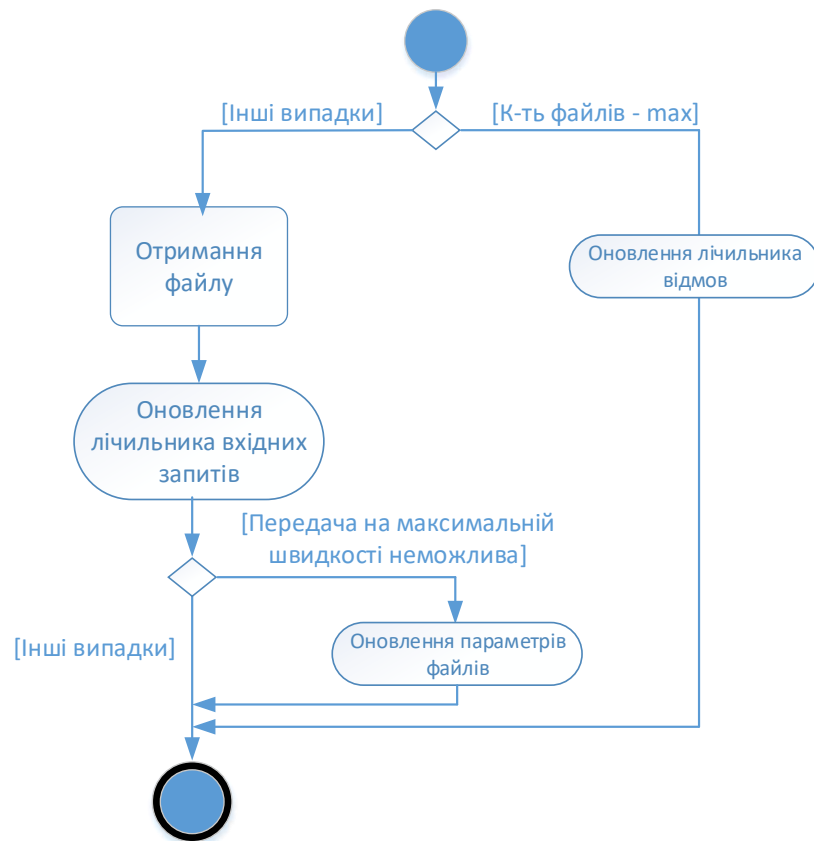 [Інші випадки]
[К-ть файлів - max]
Отримання
файлу
Оновлення лічильника
відмов
Оновлення
лічильника вхідних
запитів
[Передача на максимальній
швидкості неможлива]
[Інші випадки]
Оновлення параметрів
файлів